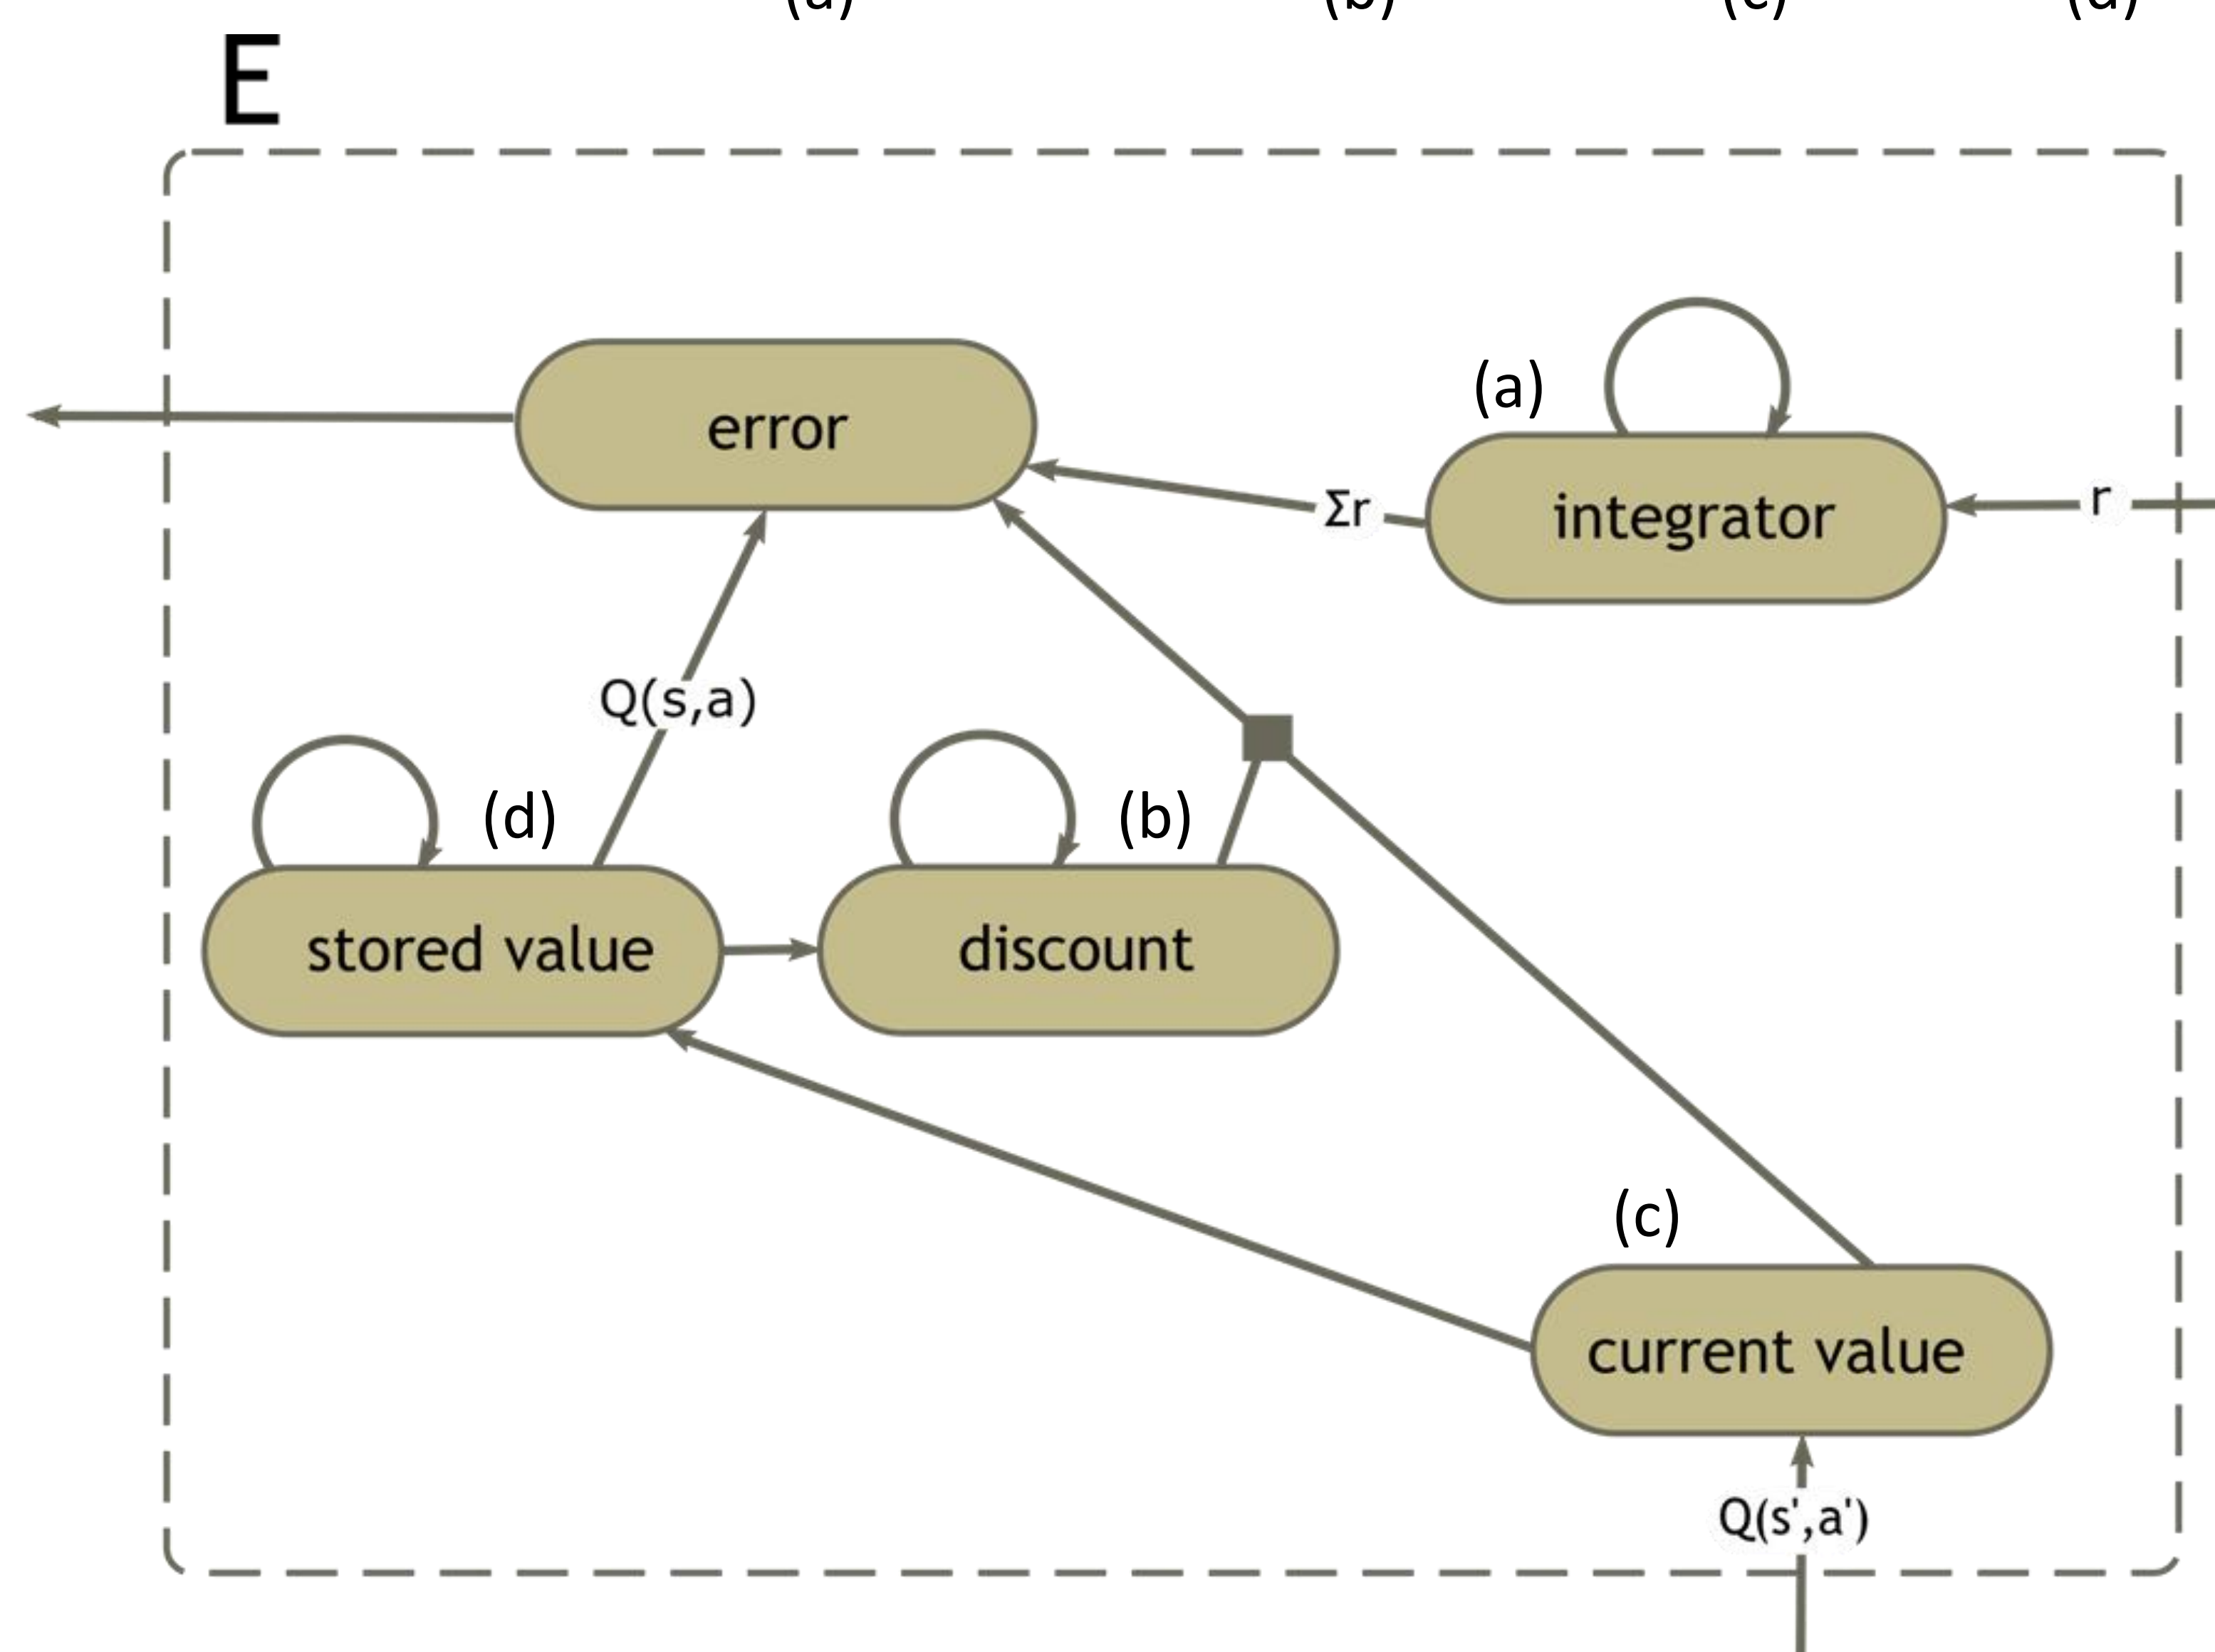 (a) (b) (c) (d)
E
error
(a)
integrator
Σr
r
Q(s,a)
(d)
(b)
stored value
discount
(c)
current value
Q(s',a')